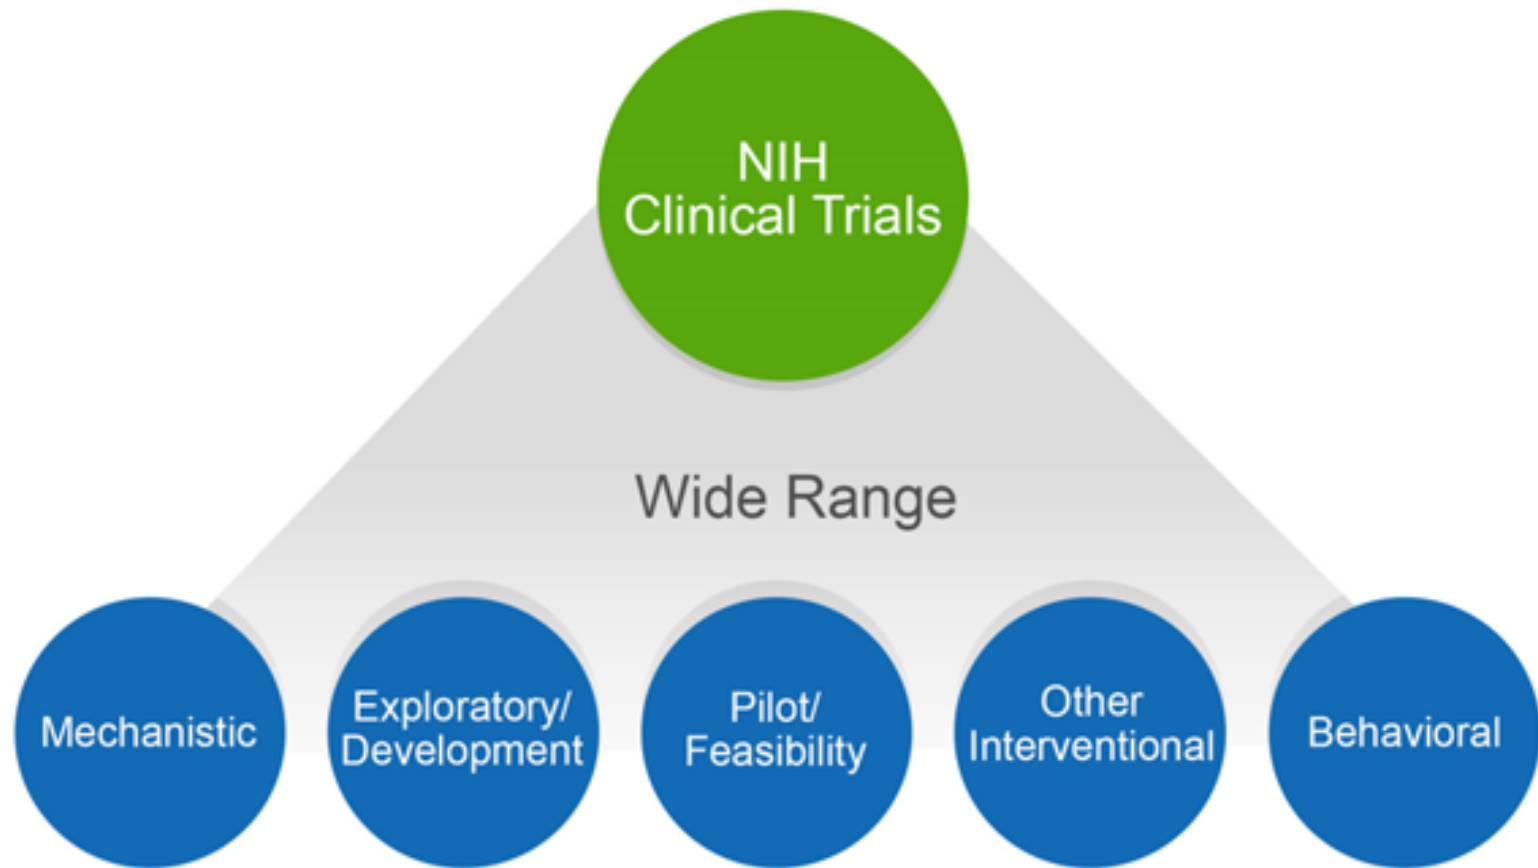 NIH
Clinical Trials
Wide Range
Mechanistic
Exploratory/
Development
Pilot/
Feasibility
Other
Interventional
Behavioral